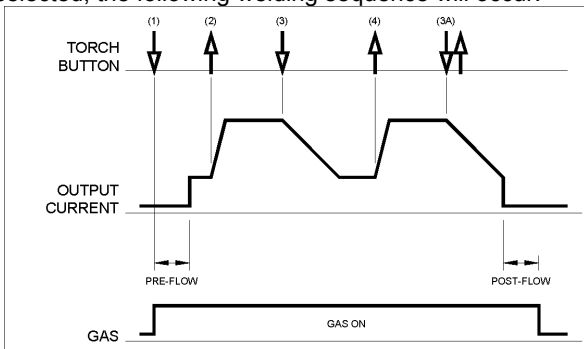 selected, the following welding sequence will occur:
(1) (2) (3) (4) (3A)
TORCH
BUTTON
OUTPUT
CURRENT
PRE-FLOW POST-FLOW
GAS ON
GAS